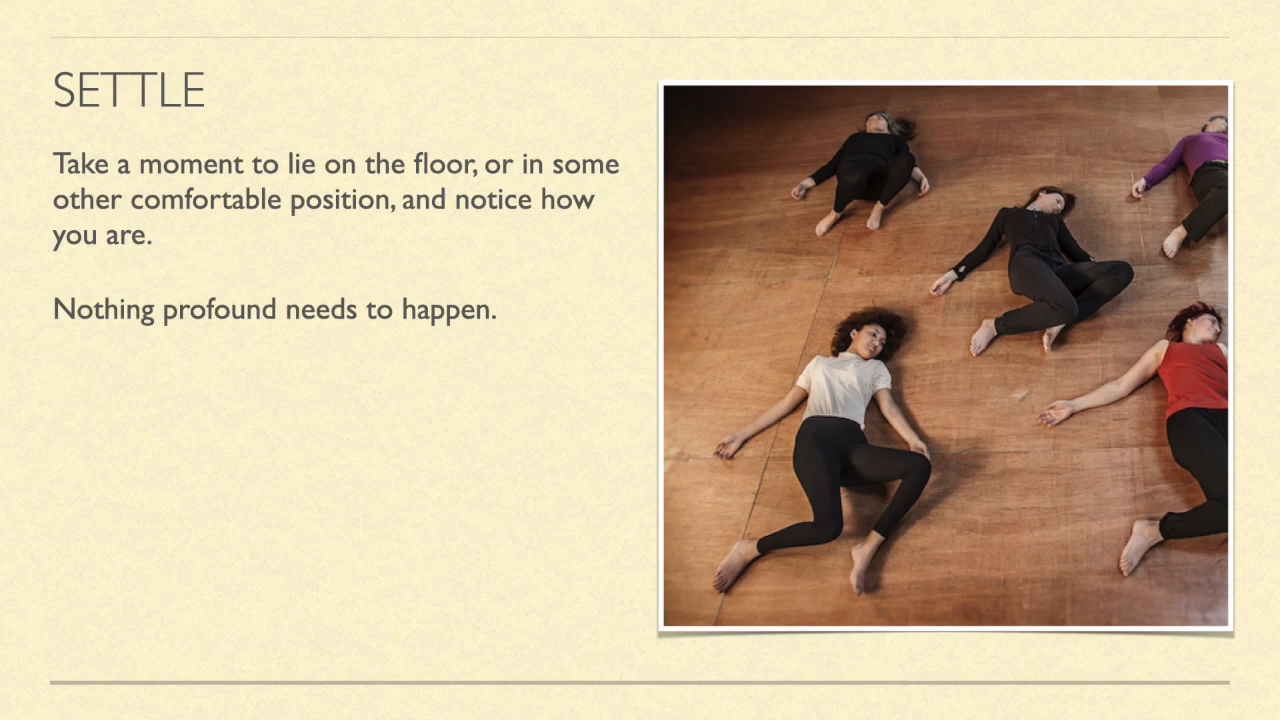 SETTLE
Take a moment to lie on the floor, or in some
other comfortable position, and notice how
you are.
Nothing profound needs to happen.